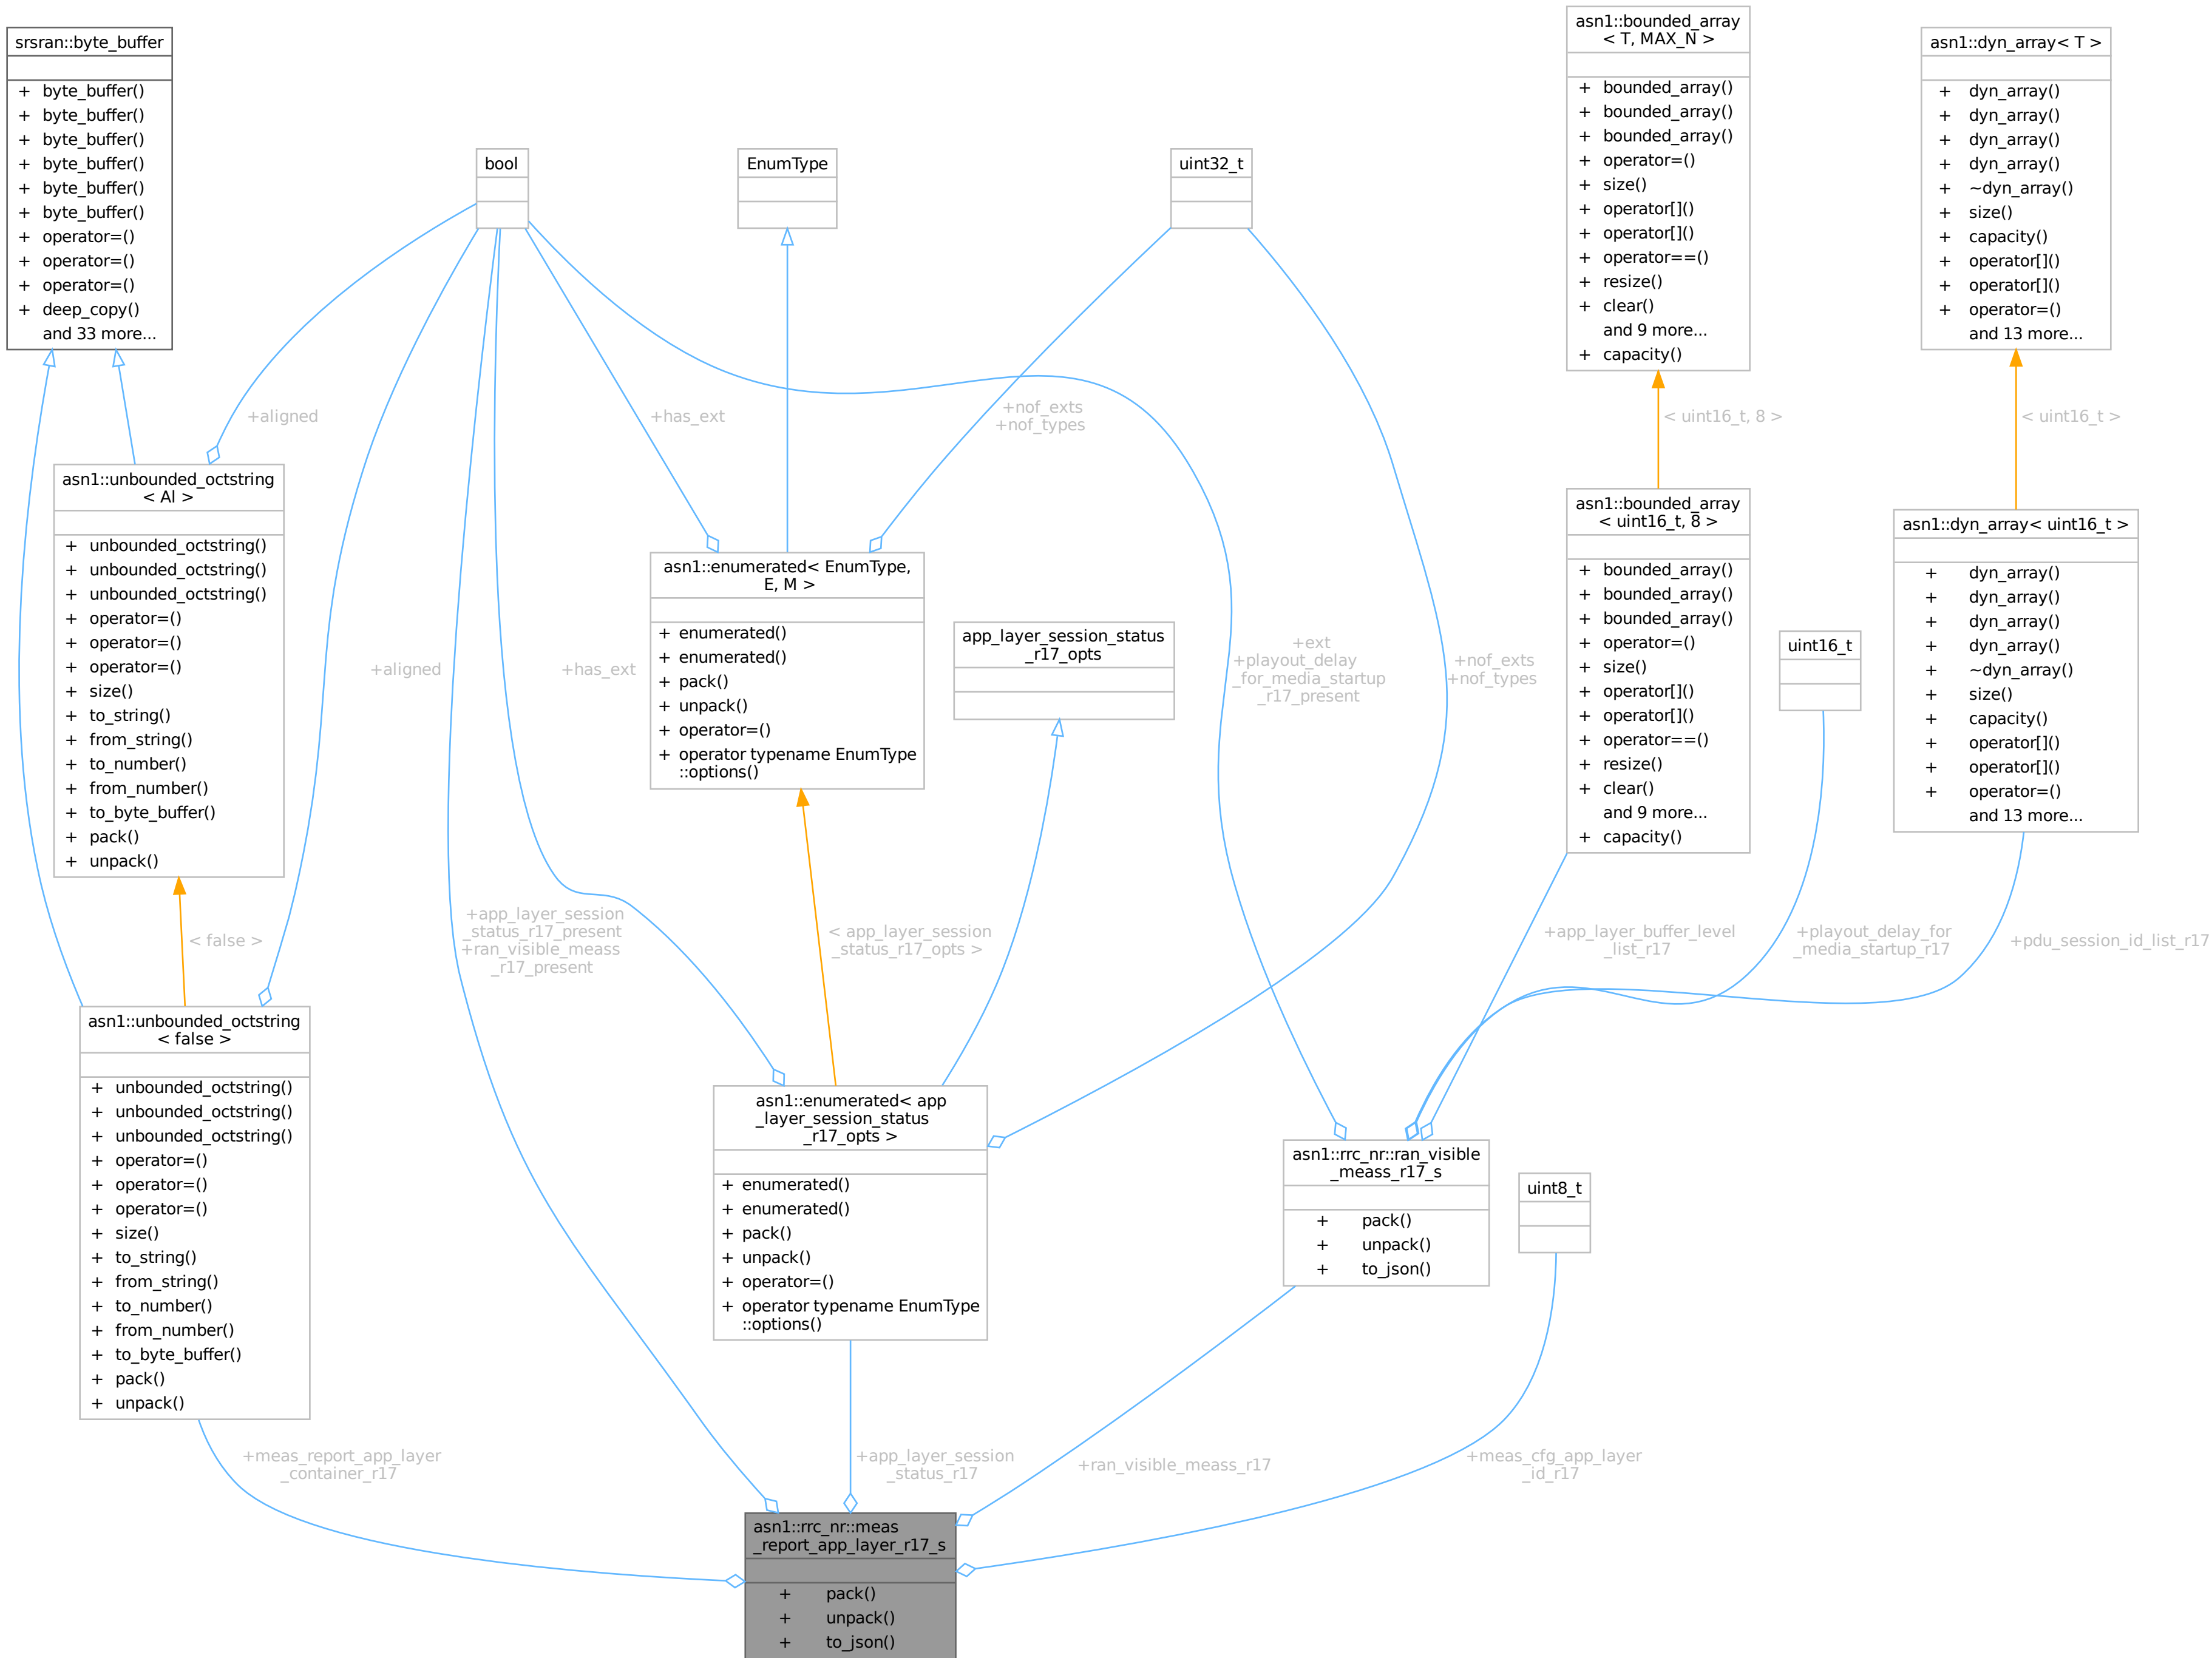 asn1::bounded_array
< T, MAX_N >
+ bounded_array()
+ bounded_array()
+ bounded_array()
+ operator=()
+ size()
+ operator[]()
+ operator[]()
+ operator==()
+ resize()
+ clear()
and 9 more...
+ capacity()
srsran::byte_buffer
+ byte_buffer()
+ byte_buffer()
+ byte_buffer()
+ byte_buffer()
+ byte_buffer()
+ byte_buffer()
+ operator=()
+ operator=()
+ operator=()
+ deep_copy()
and 33 more...
asn1::dyn_array< T >
+ dyn_array()
+ dyn_array()
+ dyn_array()
+ dyn_array()
+ ~dyn_array()
+ size()
+ capacity()
+ operator[]()
+ operator[]()
+ operator=()
and 13 more...
bool
EnumType
uint32_t
+aligned
+has_ext
+nof_exts
+nof_types
< uint16_t, 8 >
< uint16_t >
asn1::unbounded_octstring
< Al >
+ unbounded_octstring()
+ unbounded_octstring()
+ unbounded_octstring()
+ operator=()
+ operator=()
+ operator=()
+ size()
+ to_string()
+ from_string()
+ to_number()
+ from_number()
+ to_byte_buffer()
+ pack()
+ unpack()
asn1::enumerated< EnumType,
E, M >
+ enumerated()
+ enumerated()
+ pack()
+ unpack()
+ operator=()
+ operator typename EnumType
::options()
asn1::bounded_array
< uint16_t, 8 >
+ bounded_array()
+ bounded_array()
+ bounded_array()
+ operator=()
+ size()
+ operator[]()
+ operator[]()
+ operator==()
+ resize()
+ clear()
and 9 more...
+ capacity()
asn1::dyn_array< uint16_t >
+ dyn_array()
+ dyn_array()
+ dyn_array()
+ dyn_array()
+ ~dyn_array()
+ size()
+ capacity()
+ operator[]()
+ operator[]()
+ operator=()
and 13 more...
app_layer_session_status
_r17_opts
uint16_t
+aligned
+has_ext
+ext
+playout_delay
_for_media_startup
_r17_present
+nof_exts
+nof_types
< false >
+app_layer_session
_status_r17_present
+ran_visible_meass
_r17_present
< app_layer_session
_status_r17_opts >
+app_layer_buffer_level
_list_r17
+playout_delay_for
_media_startup_r17
+pdu_session_id_list_r17
asn1::unbounded_octstring
< false >
+ unbounded_octstring()
+ unbounded_octstring()
+ unbounded_octstring()
+ operator=()
+ operator=()
+ operator=()
+ size()
+ to_string()
+ from_string()
+ to_number()
+ from_number()
+ to_byte_buffer()
+ pack()
+ unpack()
asn1::enumerated< app
_layer_session_status
_r17_opts >
+ enumerated()
+ enumerated()
+ pack()
+ unpack()
+ operator=()
+ operator typename EnumType
::options()
asn1::rrc_nr::ran_visible
_meass_r17_s
+ pack()
+ unpack()
+ to_json()
uint8_t
+meas_report_app_layer
_container_r17
+app_layer_session
_status_r17
+ran_visible_meass_r17
+meas_cfg_app_layer
_id_r17
asn1::rrc_nr::meas
_report_app_layer_r17_s
+ pack()
+ unpack()
+ to_json()